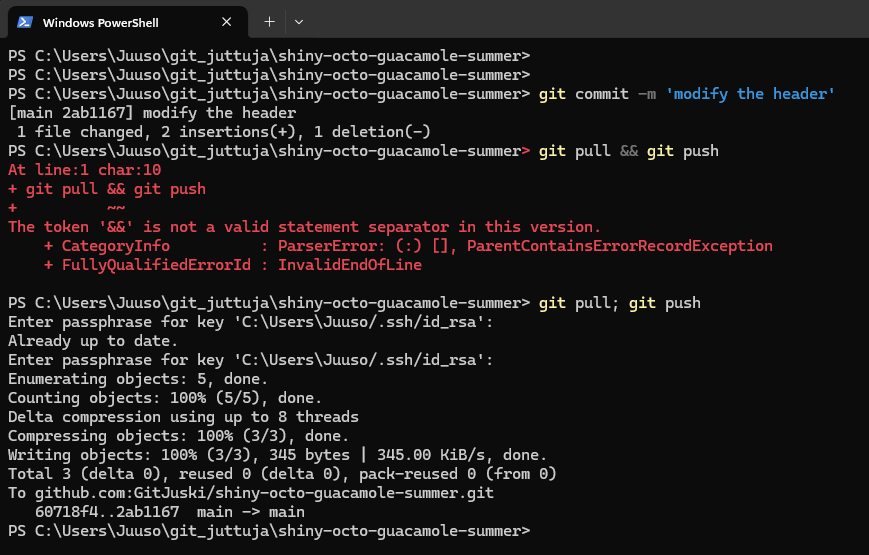 Windows PowerShell
PS C:\Users\Juuso\git_juttuja\shiny-octo-guacamole-summer>
PS C:\Users\Juuso\git_juttuja\shiny-octo-guacamole-summer>
PS C:\Users\Juuso\git_juttuja\shiny-octo-guacamole-summer> git commit -m 'modify the header'
[main 2ab1167] modify the header
 1 file changed, 2 insertions(+), 1 deletion(-)
PS C:\Users\Juuso\git_juttuja\shiny-octo-guacamole-summer> git pull && git push
At line:1 char:10
+ git pull && git push
+          ~~
The token '&&' is not a valid statement separator in this version.
    + CategoryInfo          : ParserError: (:) [], ParentContainsErrorRecordException
    + FullyQualifiedErrorId : InvalidEndOfLine

PS C:\Users\Juuso\git_juttuja\shiny-octo-guacamole-summer> git pull; git push
Enter passphrase for key 'C:\Users\Juuso/.ssh/id_rsa':
Already up to date.
Enter passphrase for key 'C:\Users\Juuso/.ssh/id_rsa':
Enumerating objects: 5, done.
Counting objects: 100% (5/5), done.
Delta compression using up to 8 threads
Compressing objects: 100% (3/3), done.
Writing objects: 100% (3/3), 345 bytes | 345.00 KiB/s, done.
Total 3 (delta 0), reused 0 (delta 0), pack-reused 0 (from 0)
To github.com:GitJuski/shiny-octo-guacamole-summer.git
   60718f4..2ab1167  main -> main
PS C:\Users\Juuso\git_juttuja\shiny-octo-guacamole-summer>